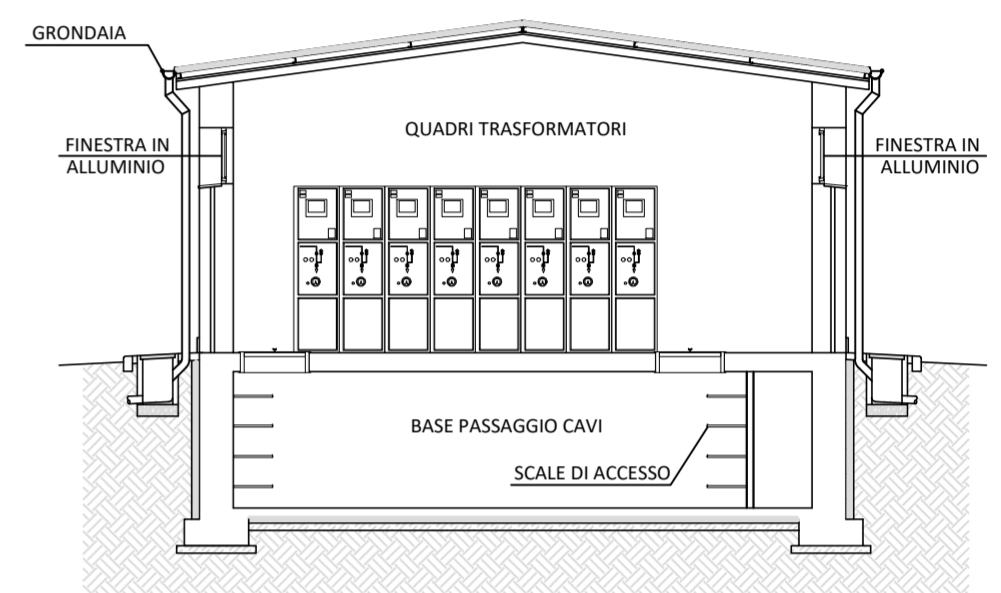 GRONDAIA
QUADRI TRASFORMATORI
FINESTRA IN
ALLUMINIO
FINESTRA IN
ALLUMINIO
BASE PASSAGGIO CAVI
SCALE DI ACCESSO